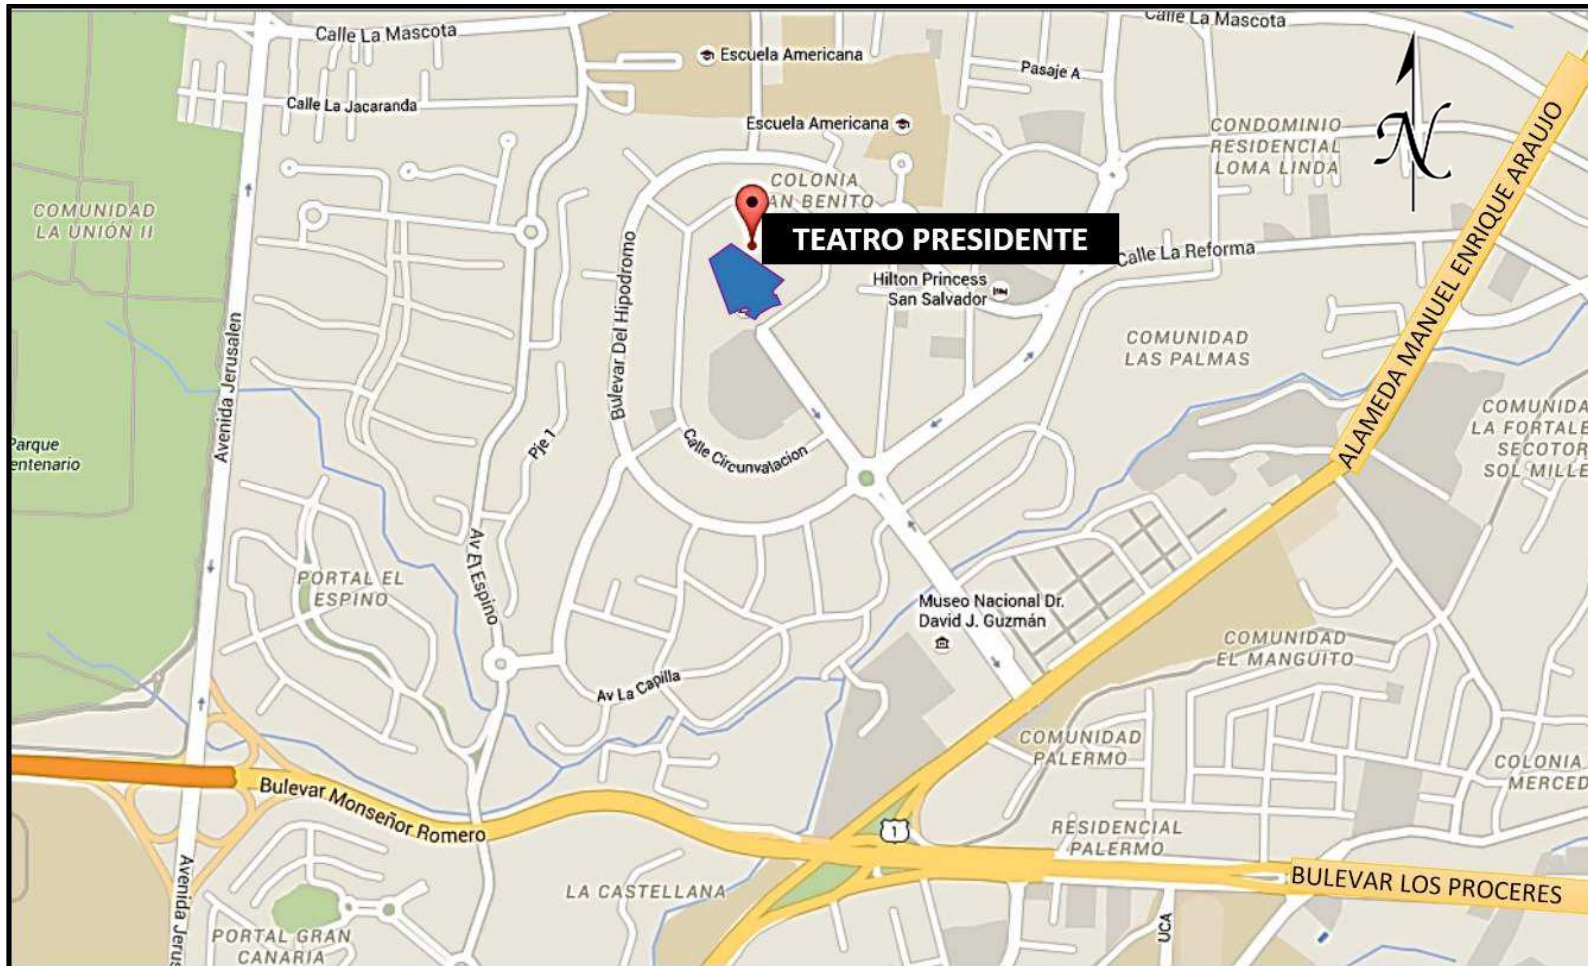 Calle La Mascota
Calle La Mascota
Escuela Americana
Pasaje A
Calle La Jacaranda
Escuela Americana
CONDOMINIO
RESIDENCIAL
LOMA LINDA
N
ALAMEDA MANUEL ENRIQUE ARAUJO
COMUNIDAD
LA UNIÓN II
COLONIA
AN BENITO
TEATRO PRESIDENTE
Calle La Reforma
Hilton Princess
San Salvador
Bulevar Del Hipodromo
COMUNIDAD
LAS PALMAS
Avenida Jerusalen
Parque
entenario
Pje 1
Calle Circunvalacion
COMUNIDA
LA FORTALE
SECOTOR
SOL MILLE
Av El Espino
PORTAL EL
ESPINO
Museo Nacional Dr.
David J. Guzmán
COMUNIDAD
EL MANGUITO
Av La Capilla
COMUNIDAD
PALERMO
COLONIA
MERCED
Bulevar Monseñor Romero
1
RESIDENCIAL
PALERMO
BULEVAR LOS PROCERES
LA CASTELLANA
Avenida Jerus
UCA
PORTAL GRAN
CANARIA